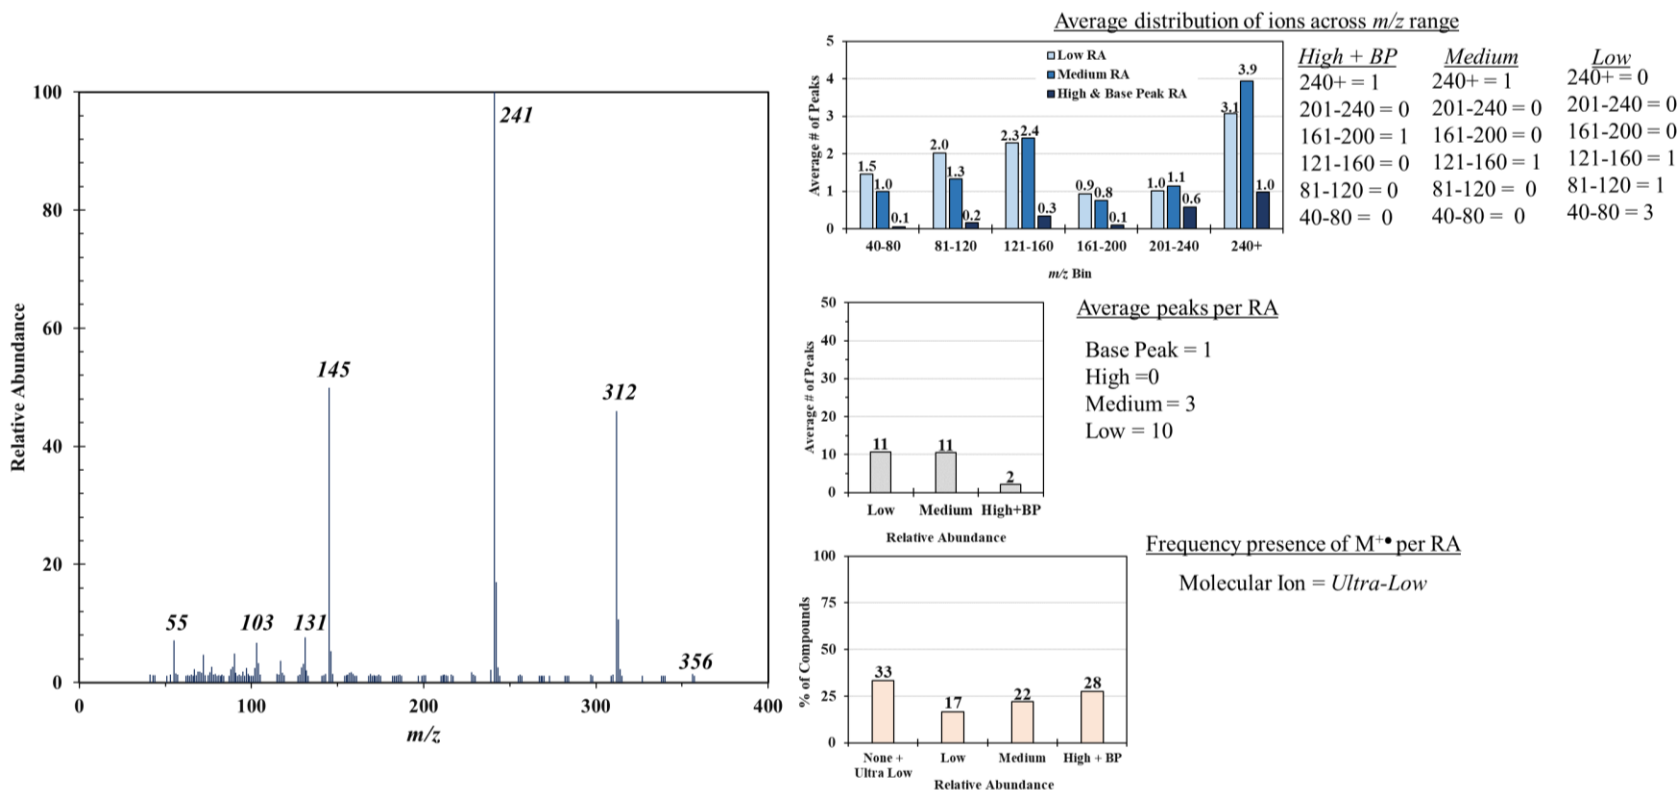 100
80
60
40
20
0
0
100
200
300
400
Relative Abundance
m/z
241
145
312
55
103
131
356
Average distribution of ions across m/z range
5
4
3
2
1
0
Average # of Peaks
Low RA
Medium RA
High & Base Peak RA
1.5
1.0
0.1
2.0
1.3
0.2
2.3
2.4
0.3
0.9
0.8
0.1
1.0
1.1
0.6
3.1
3.9
1.0
40-80
81-120
121-160
161-200
201-240
240+
m/z Bin
High + BP
240+ = 1
201-240 = 0
161-200 = 1
121-160 = 0
81-120 = 0
40-80 = 0
Medium
240+ = 1
201-240 = 0
161-200 = 0
121-160 = 1
81-120 = 0
40-80 = 0
Low
240+ = 0
201-240 = 0
161-200 = 0
121-160 = 1
81-120 = 1
40-80 = 3
50
40
30
20
10
0
Average # of Peaks
11
11
2
Low
Medium
High+BP
Relative Abundance
Average peaks per RA
Base Peak = 1
High =0
Medium = 3
Low = 10
100
75
50
25
0
% of Compounds
33
17
22
28
None +
Ultra Low
Low
Medium
High + BP
Relative Abundance
Frequency presence of M⁺• per RA
Molecular Ion = Ultra-Low